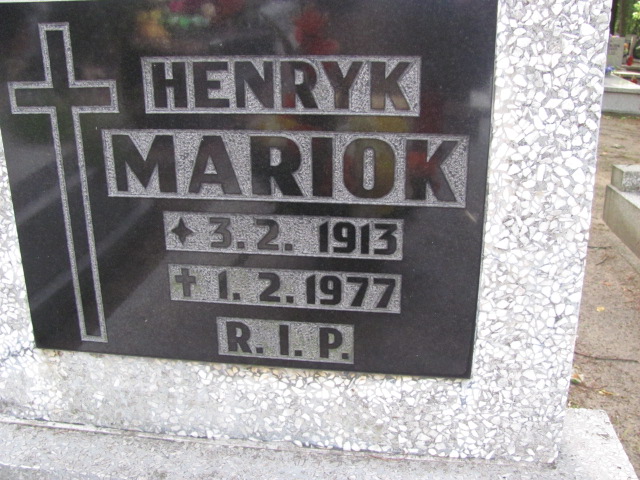 HENRYK
MARIOK
✦ 3. 2. 1913
✝ 1. 2. 1977
R. I. P.